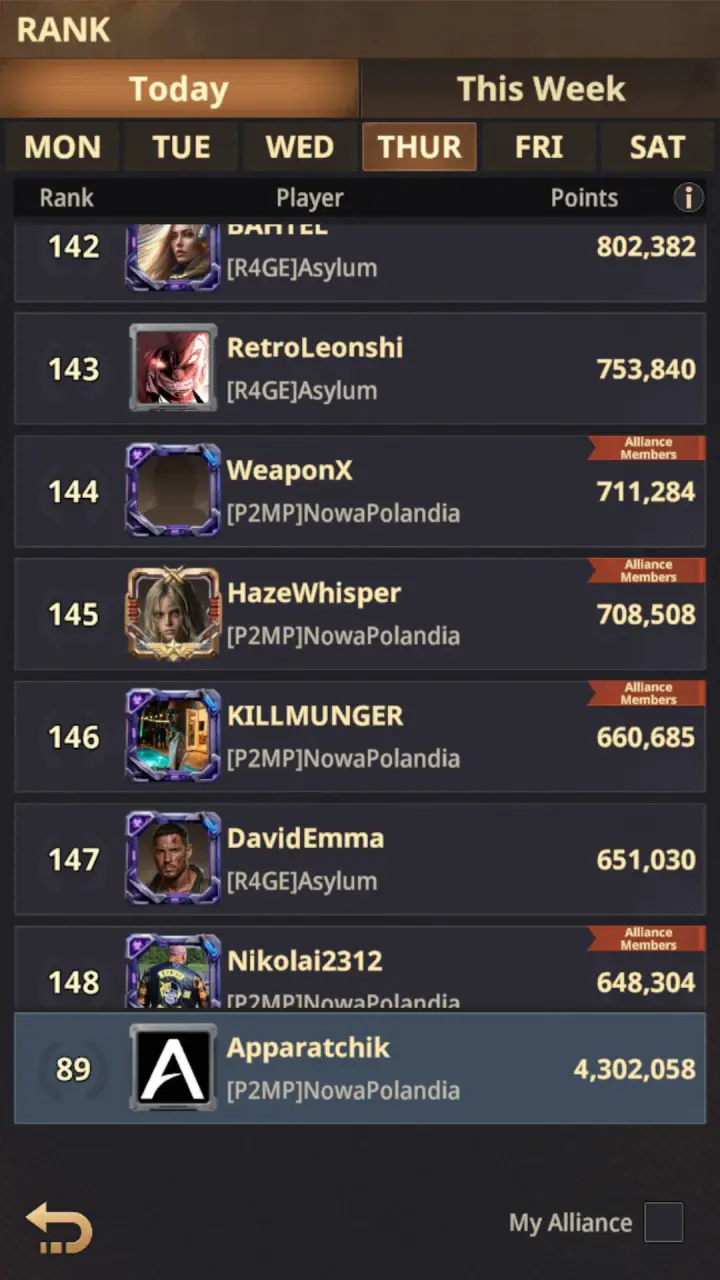 RANK
Today
This Week
MON TUE WED THUR FRI SAT
Rank Player Points i
142 BAHTEL 802,382
[R4GE]Asylum
143 RetroLeonshi 753,840
[R4GE]Asylum
Alliance Members
144 WeaponX 711,284
[P2MP]NowaPolandia
Alliance Members
145 HazeWhisper 708,508
[P2MP]NowaPolandia
Alliance Members
146 KILLMUNGER 660,685
[P2MP]NowaPolandia
147 DavidEmma 651,030
[R4GE]Asylum
Alliance Members
148 Nikolai2312 648,304
[P2MP]NowaPolandia
89 Apparatchik 4,302,058
[P2MP]NowaPolandia
My Alliance